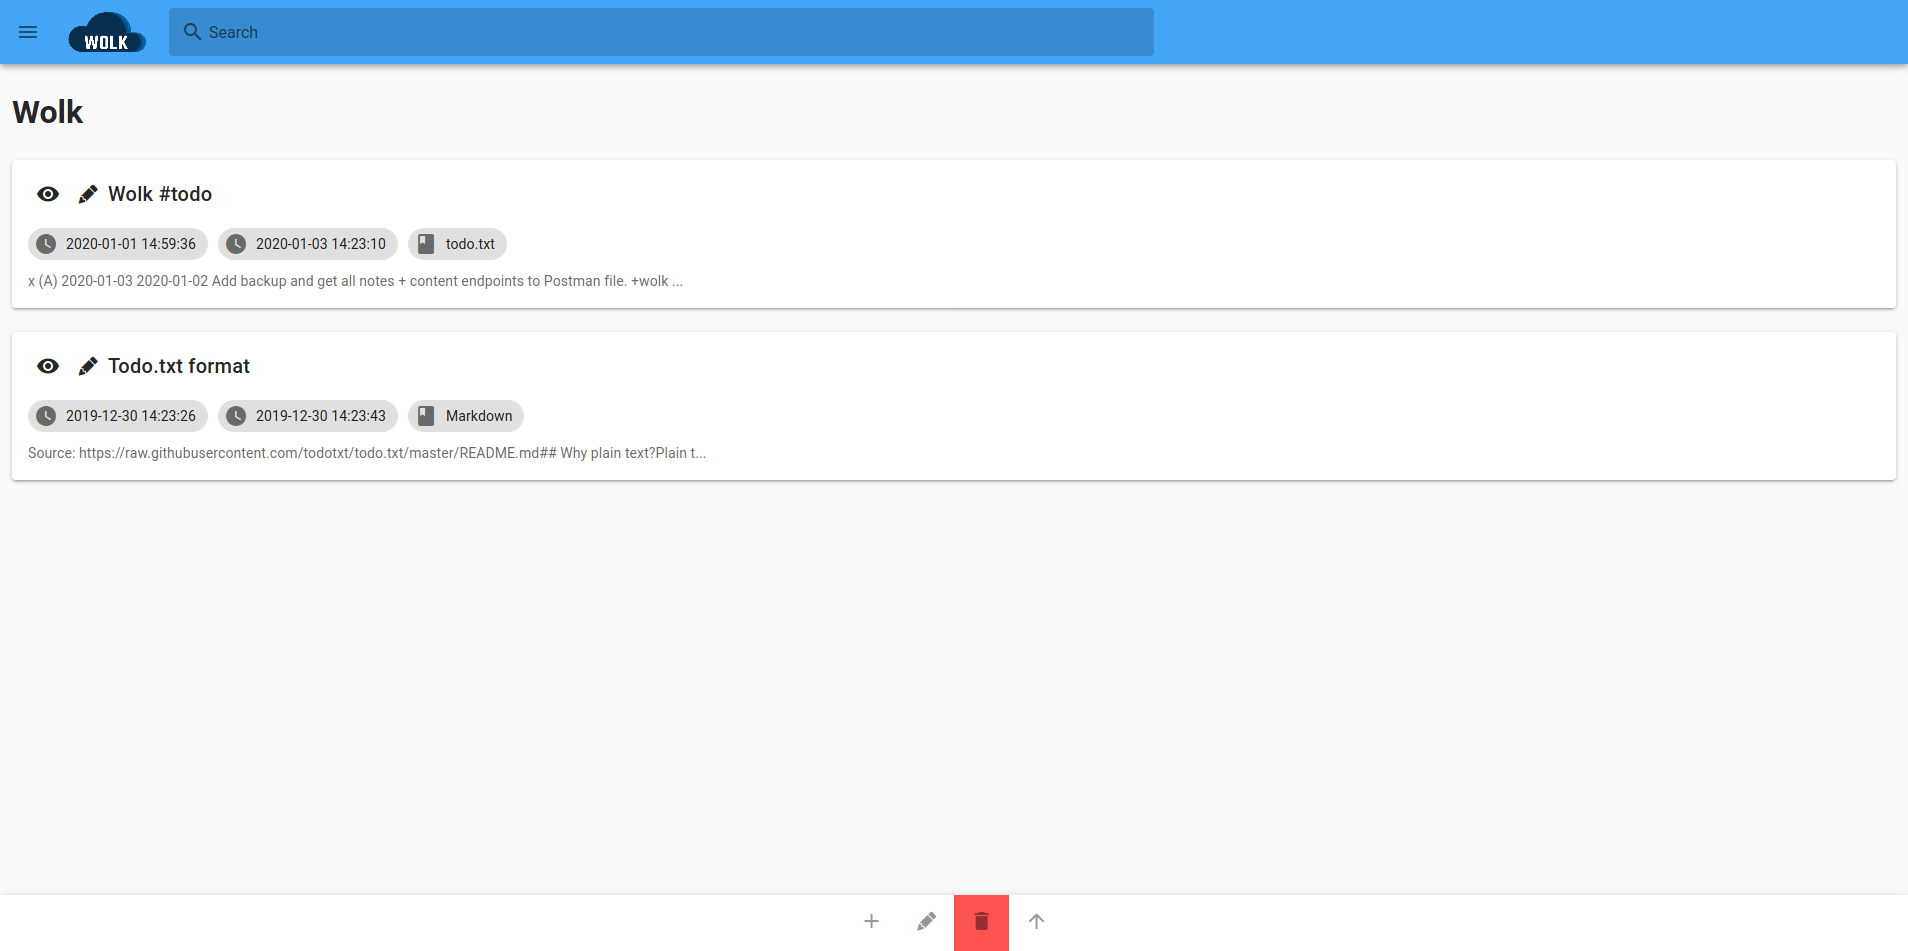 WOLK
Search
Wolk
Wolk #todo
2020-01-01 14:59:36 2020-01-03 14:23:10 todo.txt
x (A) 2020-01-03 2020-01-02 Add backup and get all notes + content endpoints to Postman file. +wolk ...
Todo.txt format
2019-12-30 14:23:26 2019-12-30 14:23:43 Markdown
Source: https://raw.githubusercontent.com/todotxt/todo.txt/master/README.md## Why plain text?Plain t...